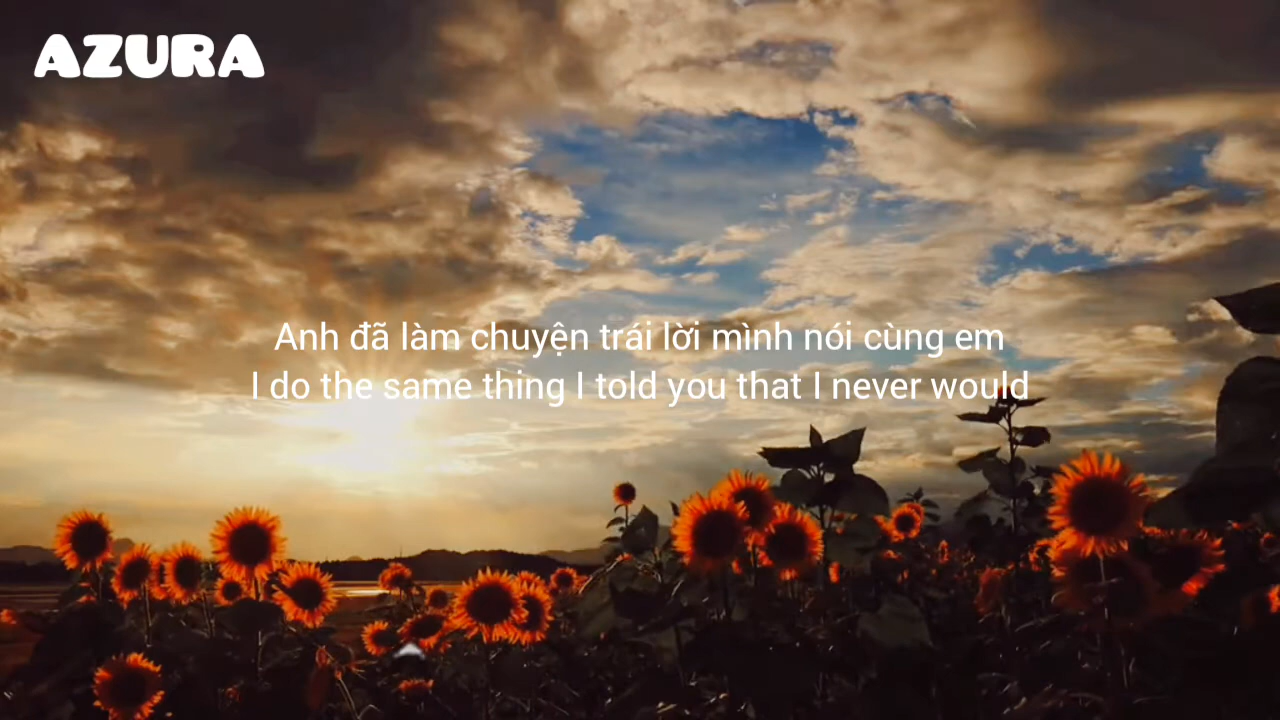 AZURA
Anh đã làm chuyện trái lời mình nói cùng em
I do the same thing I told you that I never would